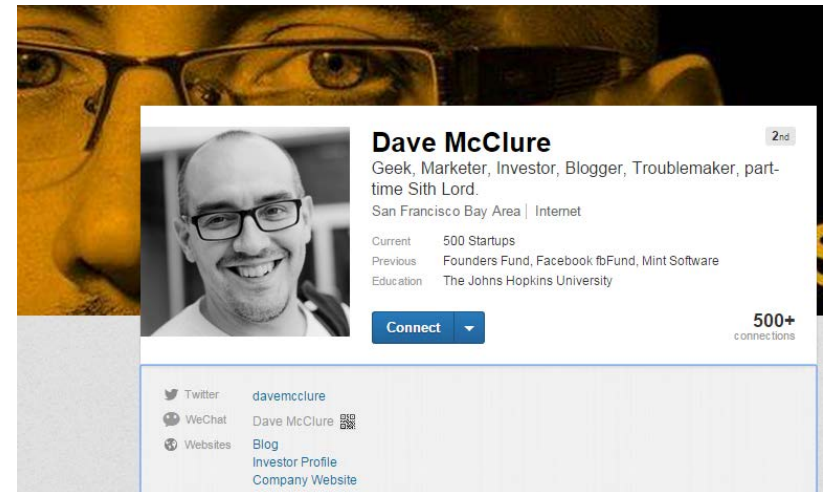 Dave McClure
2nd
Geek, Marketer, Investor, Blogger, Troublemaker, part-
time Sith Lord.
San Francisco Bay Area | Internet
Current 500 Startups
Previous Founders Fund, Facebook fbFund, Mint Software
Education The Johns Hopkins University
Connect
500+
connections
Twitter davemcclure
WeChat Dave McClure
Websites Blog
Investor Profile
Company Website